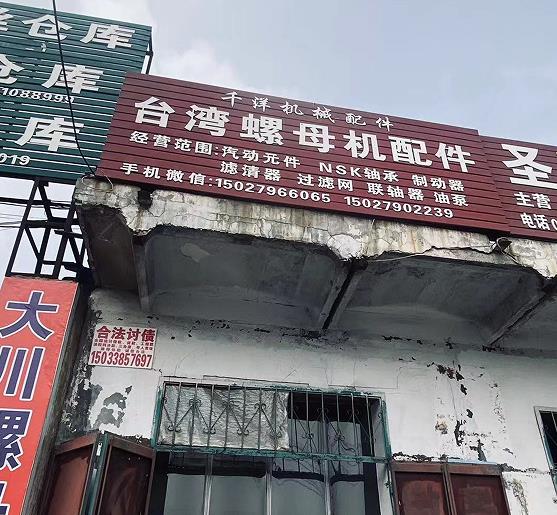 仓库
仓库
1088999
库
019
千洋机械配件
台湾螺母机配件
经营范围:汽动元件 NSK轴承 制动器
滤清器 过滤网 联轴器 油泵
手机微信:15027966065 15027902239
圣
主营
电话
合法讨债
15033857697
大川螺